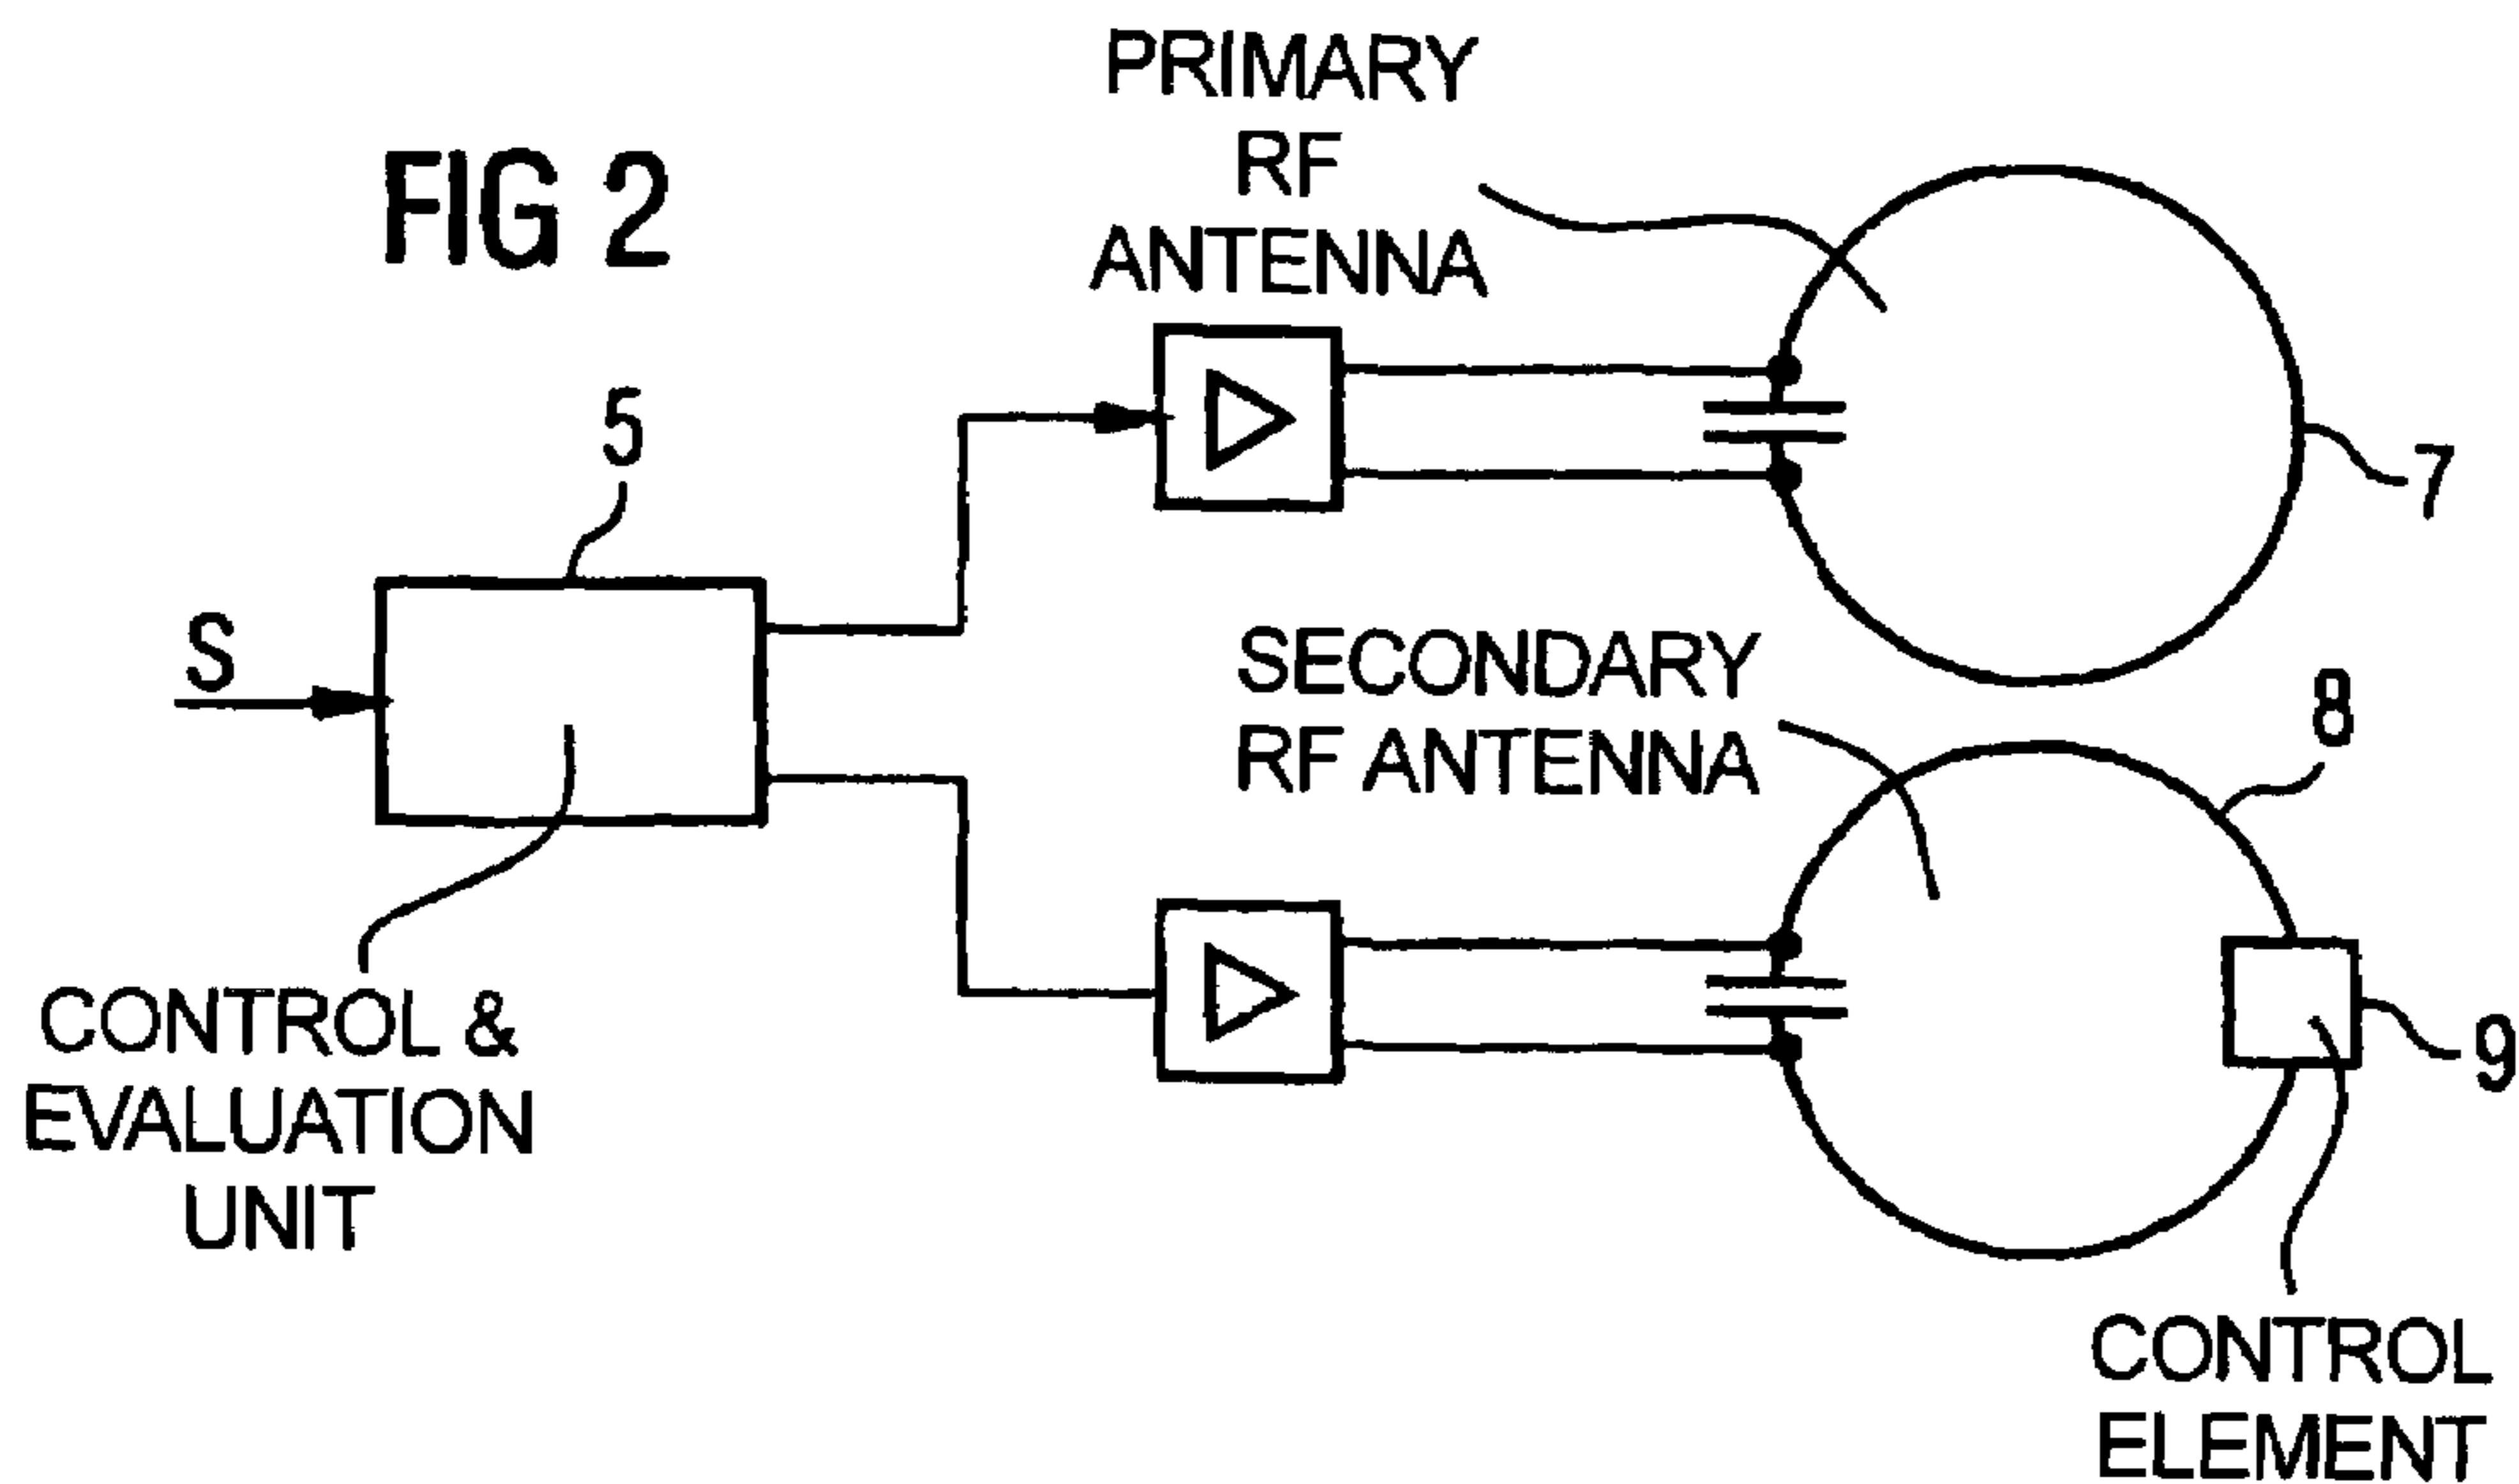 FIG 2
PRIMARY
RF
ANTENNA
5
7
S
SECONDARY
RF ANTENNA
8
CONTROL &
EVALUATION
UNIT
9
CONTROL
ELEMENT